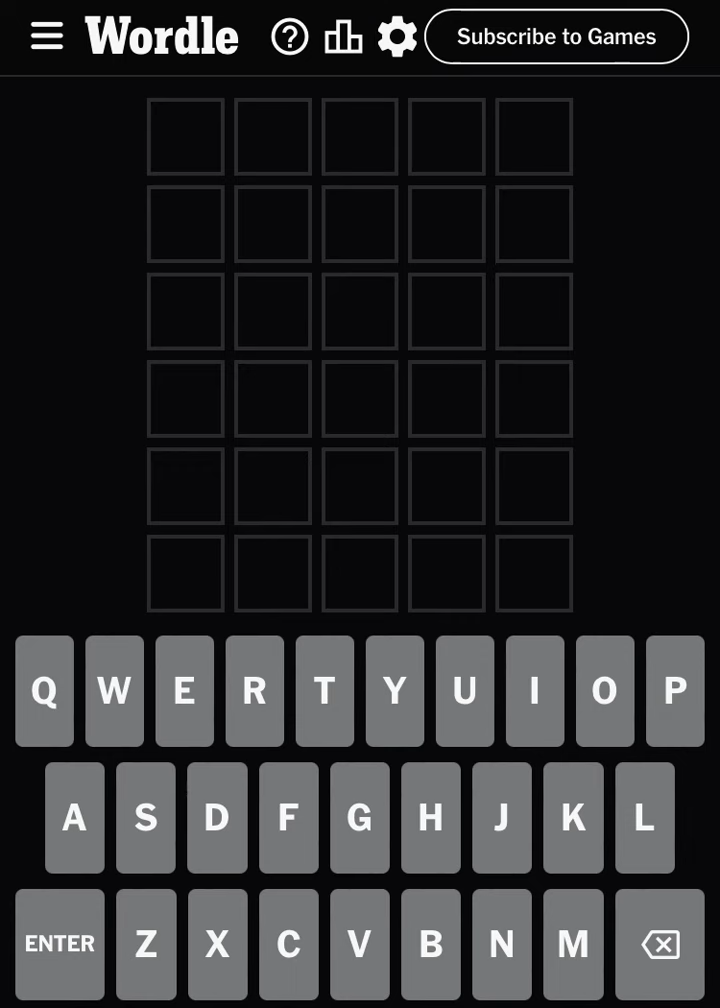 Wordle Subscribe to Games
Q W E R T Y U I O P
A S D F G H J K L
ENTER Z X C V B N M